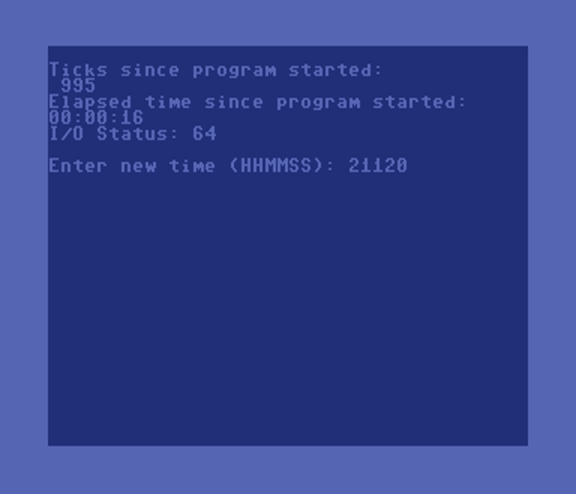 Ticks since program started:
995
Elapsed time since program started:
00:00:16
I/O Status: 64
Enter new time (HHMMSS): 21120